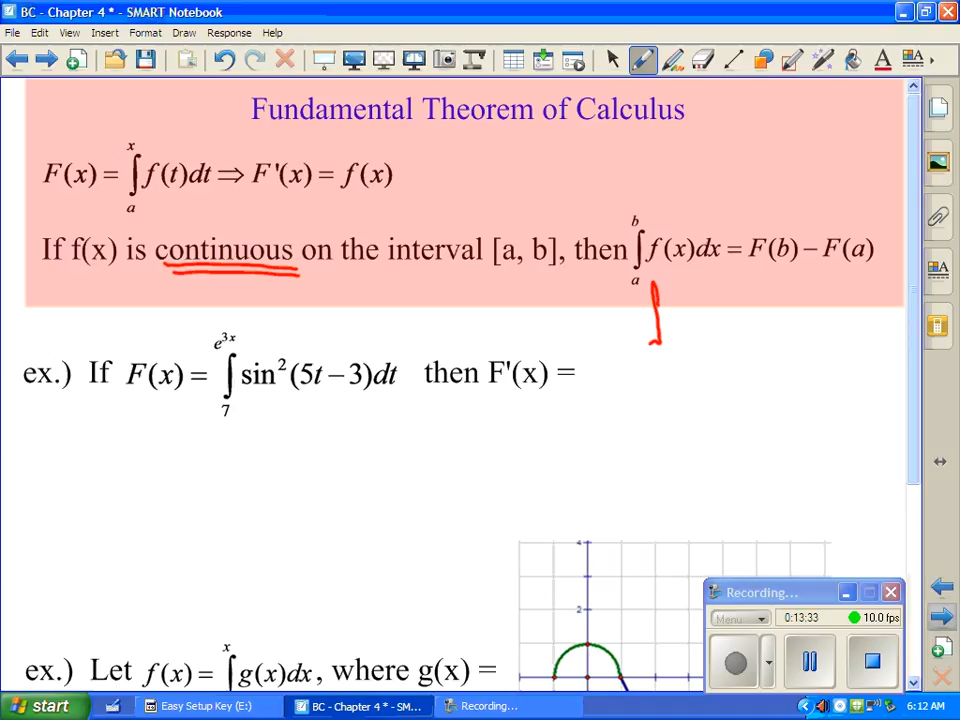 BC - Chapter 4 * - SMART Notebook
File Edit View Insert Format Draw Response Help
Fundamental Theorem of Calculus
x
F(x) = ∫ f(t)dt ⇒ F'(x) = f(x)
a
b
If f(x) is continuous on the interval [a, b], then ∫ f(x)dx = F(b) − F(a)
a
e^{3x}
ex.) If F(x) = ∫ sin²(5t − 3)dt then F'(x) =
7
4
2
Recording...
Menu 0:13:33 10.0 fps
x
ex.) Let f(x) = ∫ g(x)dx, where g(x) =
start Easy Setup Key (E:) BC - Chapter 4 * - SM... Recording... 6:12 AM